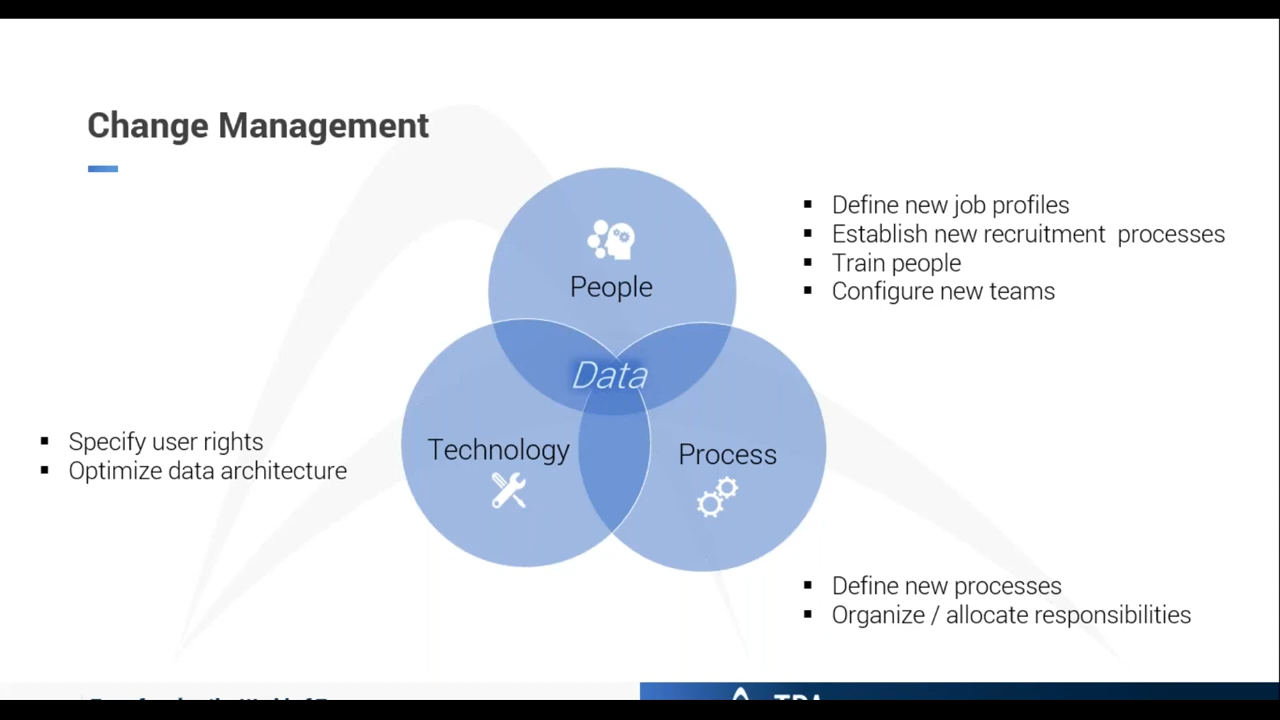 Change Management
People
Define new job profiles
Establish new recruitment processes
Train people
Configure new teams
Data
Technology
Process
Specify user rights
Optimize data architecture
Define new processes
Organize / allocate responsibilities